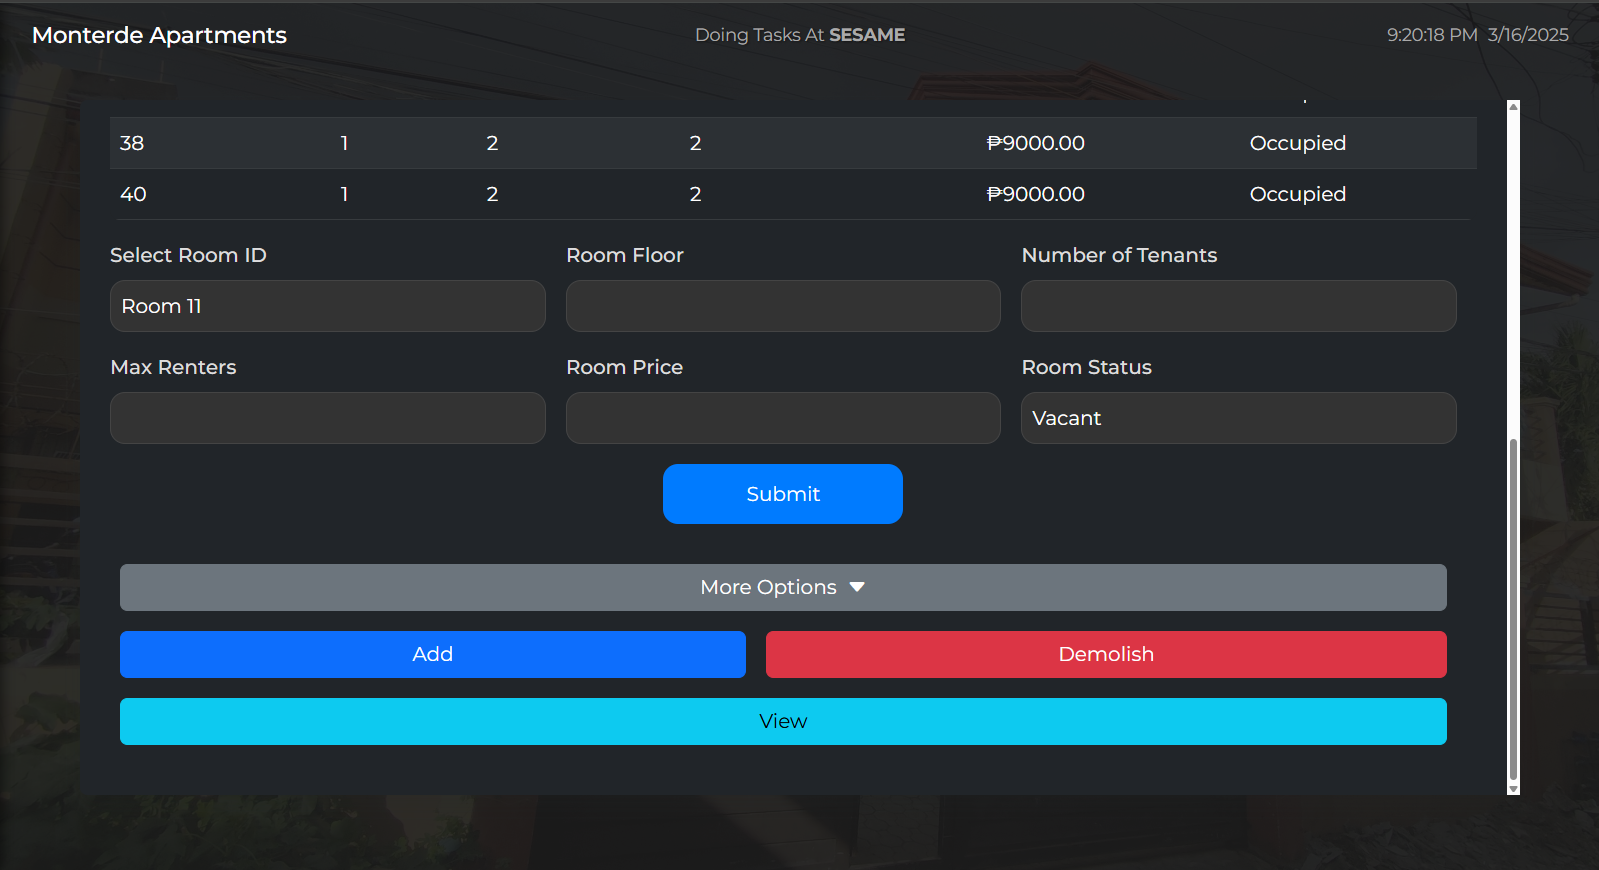 Monterde Apartments Doing Tasks At SESAME 9:20:18 PM 3/16/2025
38 1 2 2 ₱9000.00 Occupied
40 1 2 2 ₱9000.00 Occupied
Select Room ID Room Floor Number of Tenants
Room 11
Max Renters Room Price Room Status
Vacant
Submit
More Options
Add Demolish
View